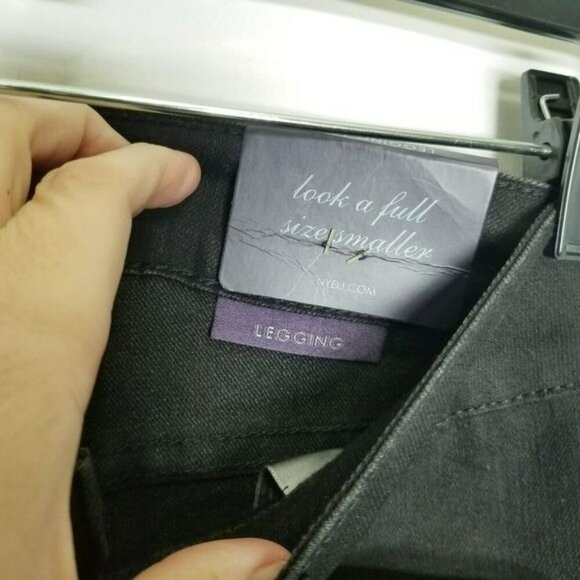 look a full
size smaller
NYDJ.COM
LEGGING